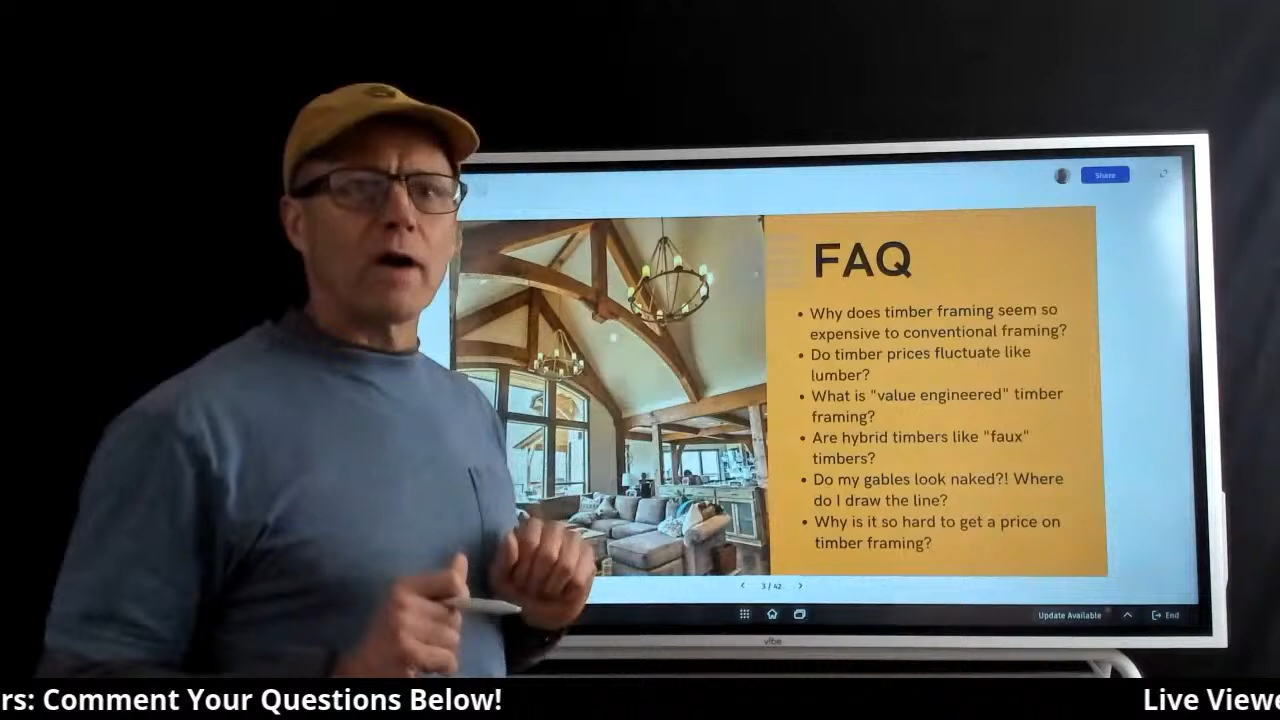 Share
FAQ
• Why does timber framing seem so
expensive to conventional framing?
• Do timber prices fluctuate like
lumber?
• What is "value engineered" timber
framing?
• Are hybrid timbers like "faux"
timbers?
• Do my gables look naked?! Where
do I draw the line?
• Why is it so hard to get a price on
timber framing?
3 / 42
Update Available
End
vibe
rs: Comment Your Questions Below!
Live Viewe